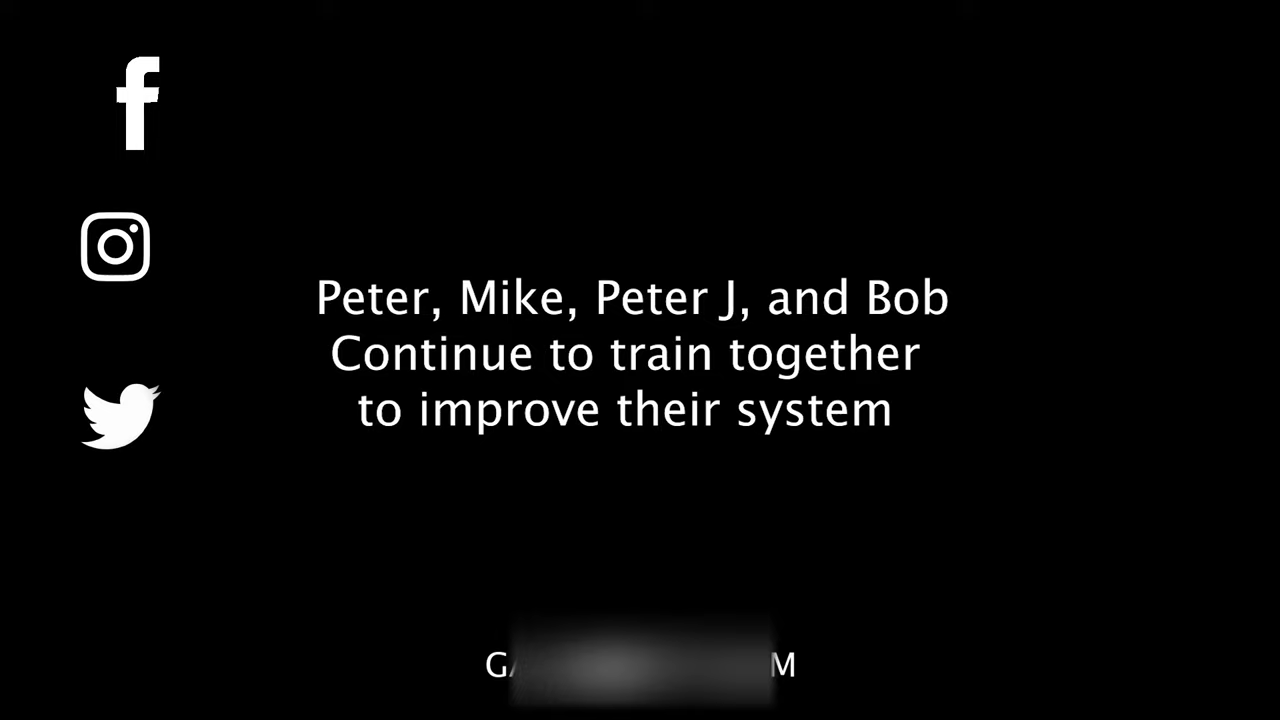 Peter, Mike, Peter J, and Bob
Continue to train together
to improve their system